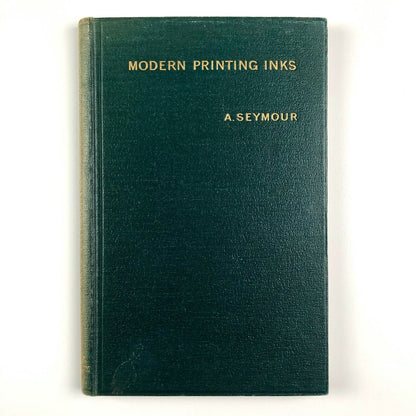 MODERN PRINTING INKS
A. SEYMOUR